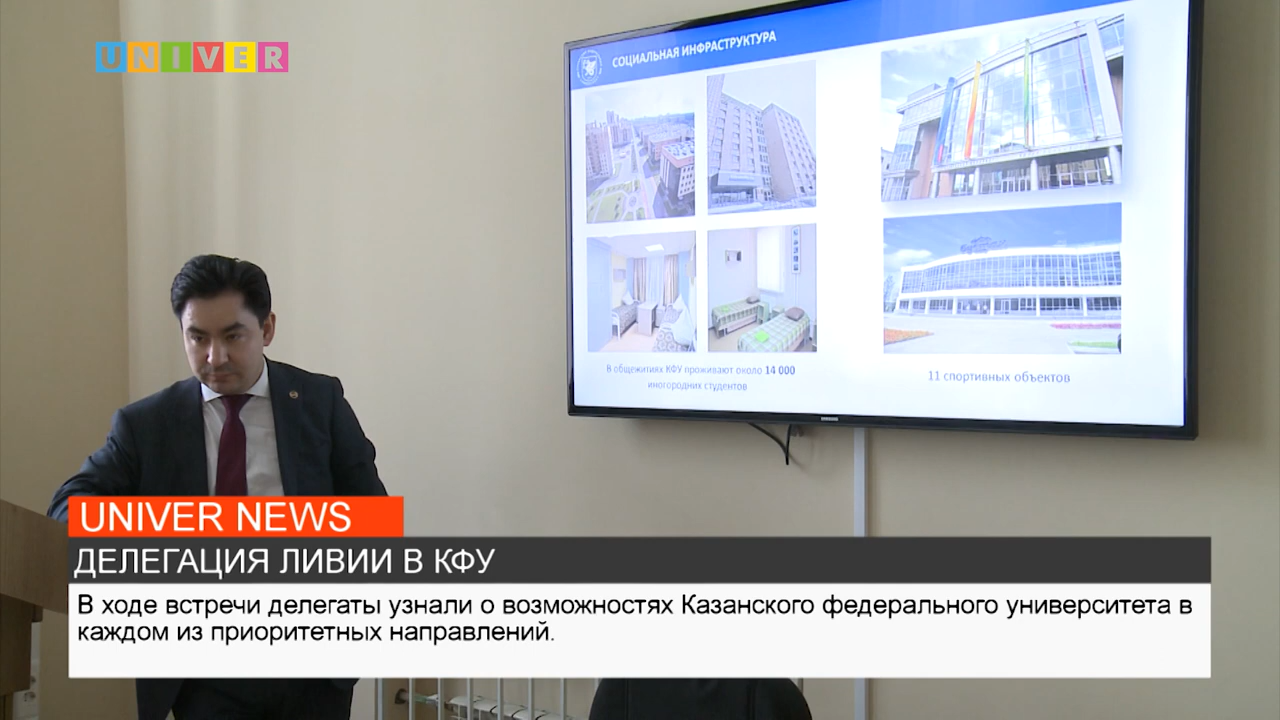 UNIVER
СОЦИАЛЬНАЯ ИНФРАСТРУКТУРА
В общежитиях КФУ проживают около 14 000
иногородних студентов
11 спортивных объектов
UNIVER NEWS
ДЕЛЕГАЦИЯ ЛИВИИ В КФУ
В ходе встречи делегаты узнали о возможностях Казанского федерального университета в
каждом из приоритетных направлений.